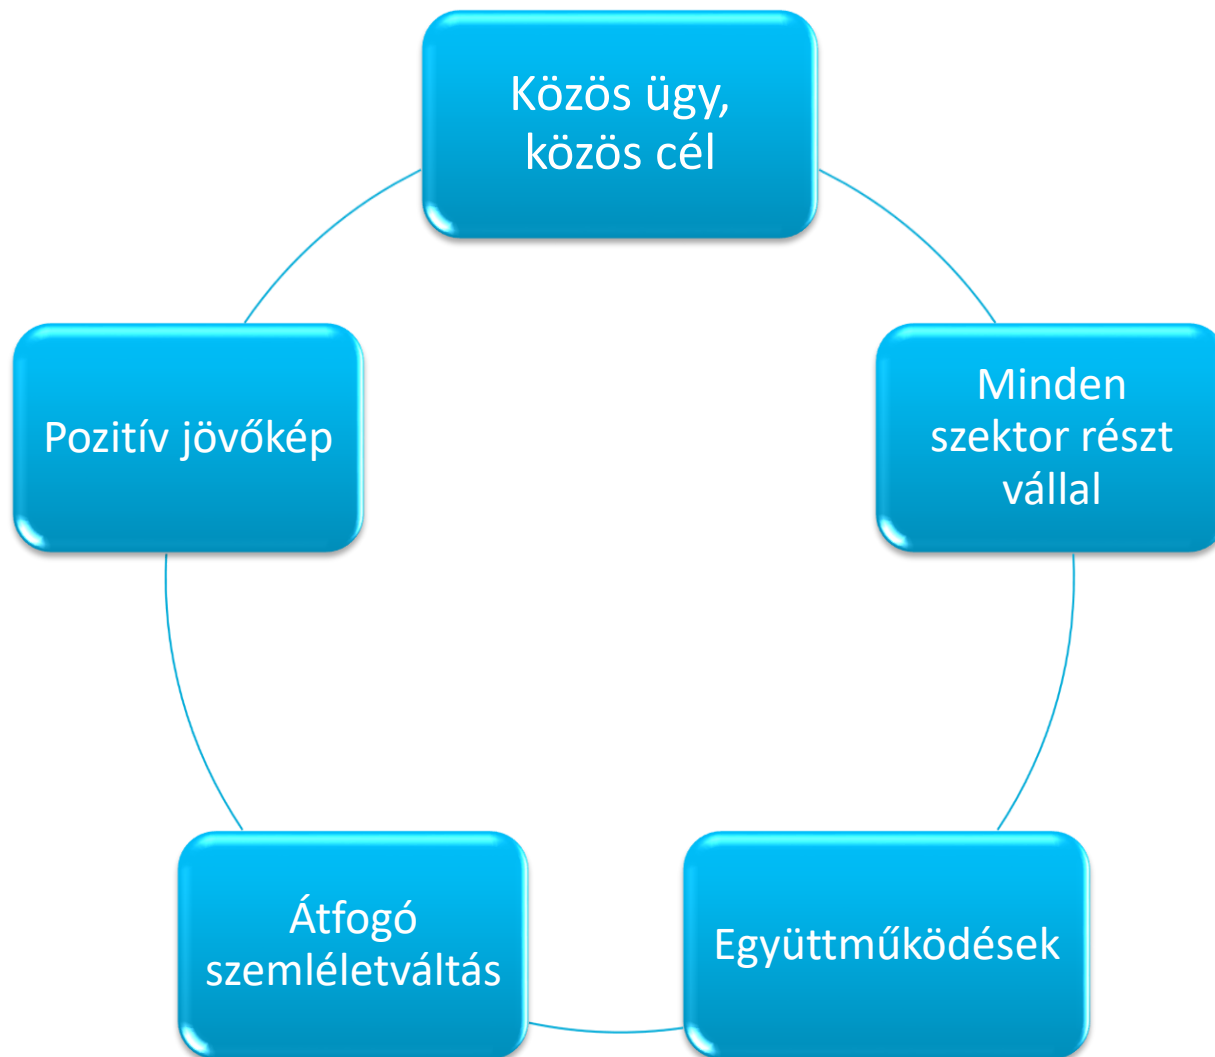 Közös ügy,
közös cél
Minden
szektor részt
vállal
Együttműködések
Átfogó
szemléletváltás
Pozitív jövőkép